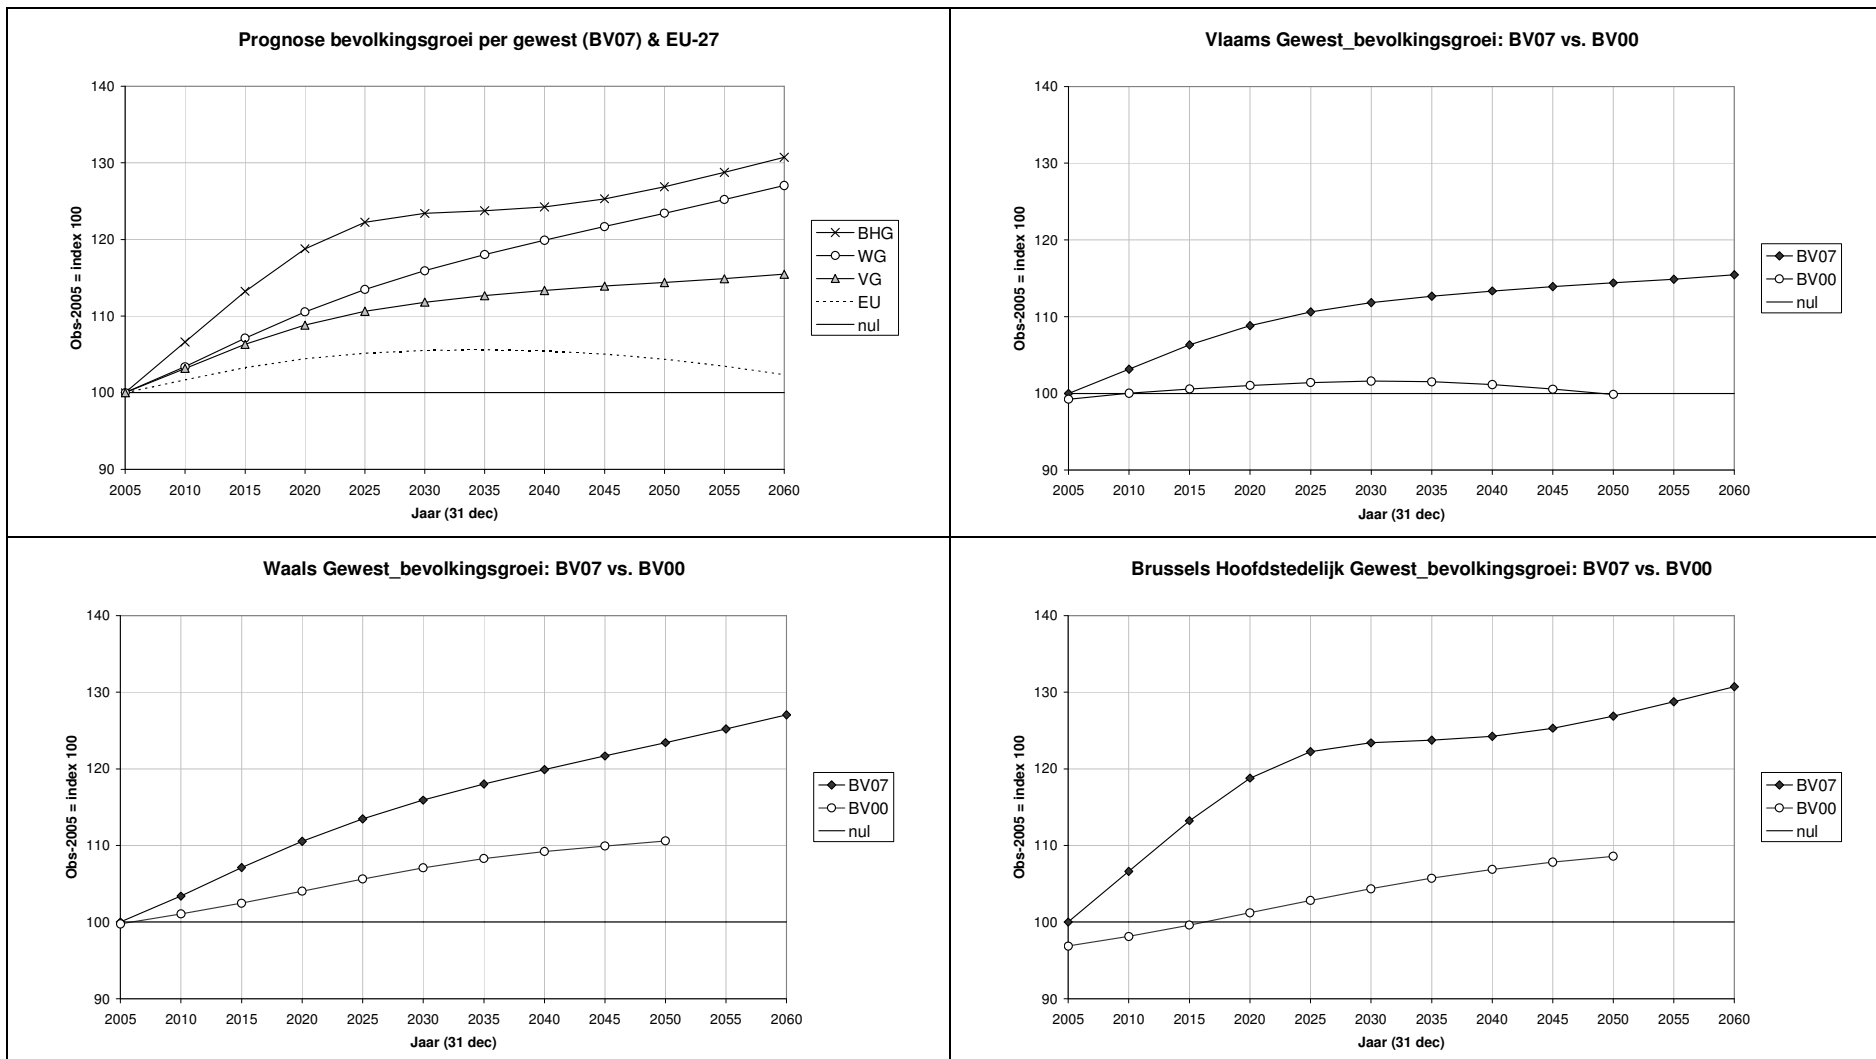 Prognose bevolkingsgroei per gewest (BV07) & EU-27
Obs-2005 = index 100
140
130
120
110
100
90
2005 2010 2015 2020 2025 2030 2035 2040 2045 2050 2055 2060
Jaar (31 dec)
BHG
WG
VG
EU
nul
Vlaams Gewest_bevolkingsgroei: BV07 vs. BV00
Obs-2005 = index 100
140
130
120
110
100
90
2005 2010 2015 2020 2025 2030 2035 2040 2045 2050 2055 2060
Jaar (31 dec)
BV07
BV00
nul
Waals Gewest_bevolkingsgroei: BV07 vs. BV00
Obs-2005 = index 100
140
130
120
110
100
90
2005 2010 2015 2020 2025 2030 2035 2040 2045 2050 2055 2060
Jaar (31 dec)
BV07
BV00
nul
Brussels Hoofdstedelijk Gewest_bevolkingsgroei: BV07 vs. BV00
Obs-2005 = index 100
140
130
120
110
100
90
2005 2010 2015 2020 2025 2030 2035 2040 2045 2050 2055 2060
Jaar (31 dec)
BV07
BV00
nul